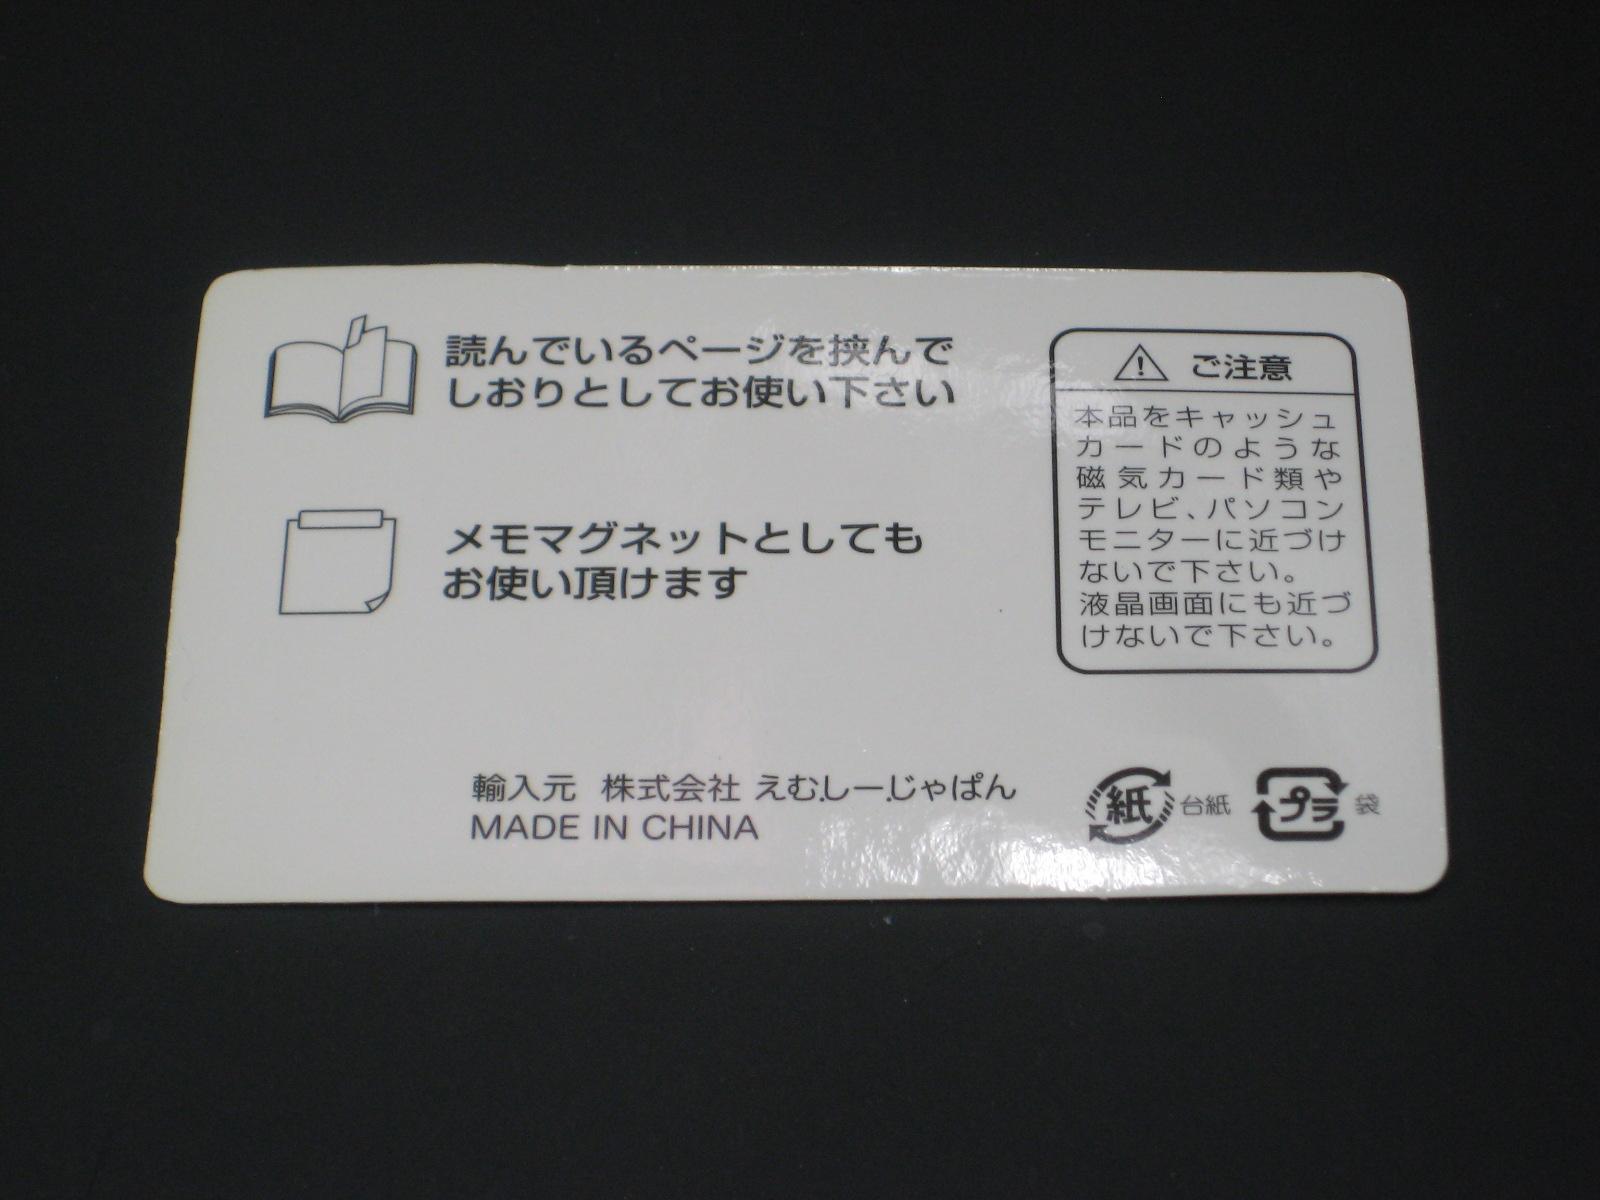 読んでいるページを挟んで
しおりとしてお使い下さい
メモマグネットとしても
お使い頂けます
ご注意
本品をキャッシュ
カードのような
磁気カード類や
テレビ、パソコン
モニターに近づけ
ないで下さい。
液晶画面にも近づ
けないで下さい。
輸入元 株式会社 えむ.しー.じゃぱん
MADE IN CHINA
紙 台紙
プラ 袋